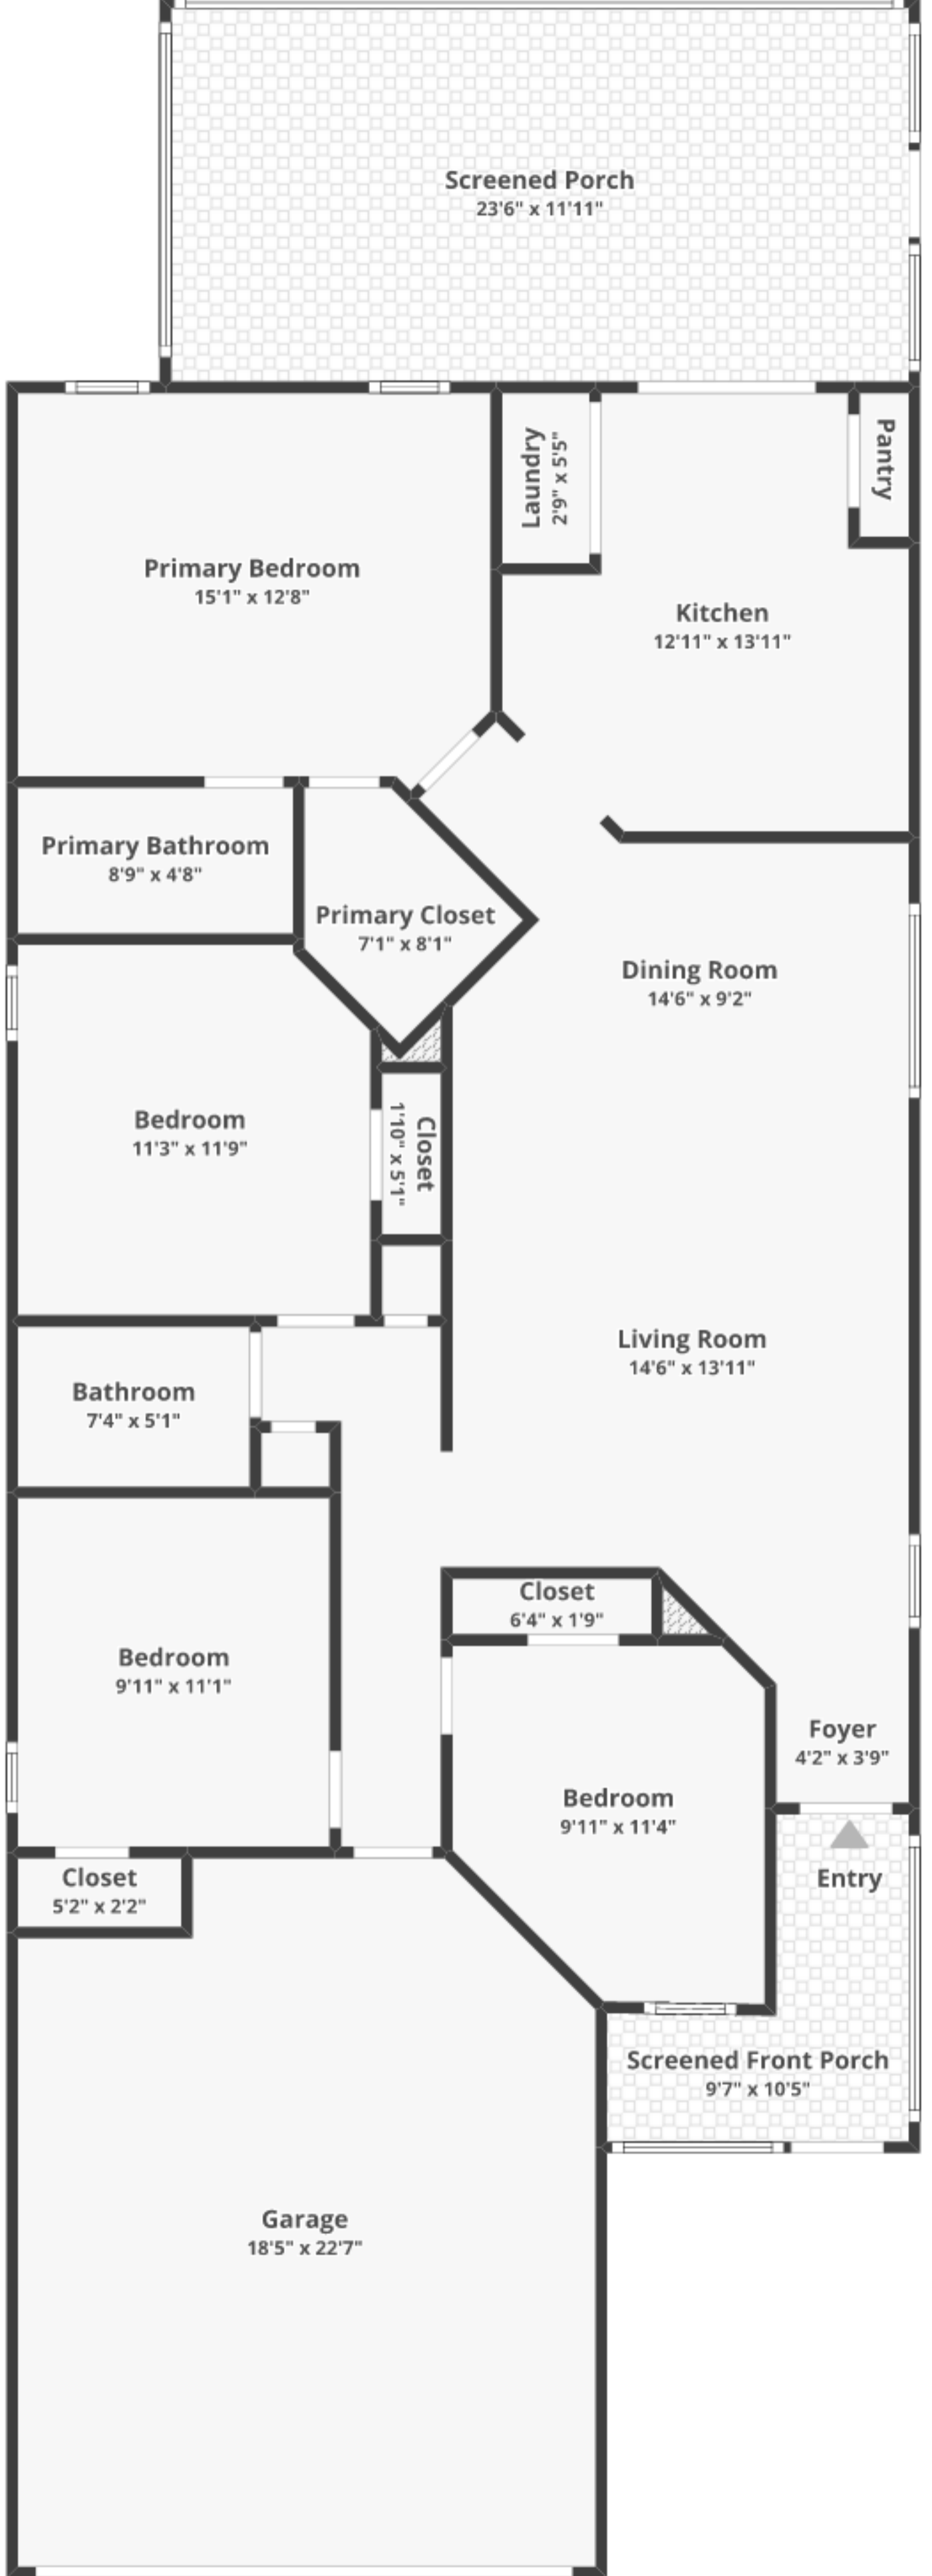 Screened Porch
23'6" x 11'11"
Laundry
2'9" x 5'5"
Pantry
Primary Bedroom
15'1" x 12'8"
Kitchen
12'11" x 13'11"
Primary Bathroom
8'9" x 4'8"
Primary Closet
7'1" x 8'1"
Dining Room
14'6" x 9'2"
Bedroom
11'3" x 11'9"
Closet
1'10" x 5'1"
Living Room
14'6" x 13'11"
Bathroom
7'4" x 5'1"
Closet
6'4" x 1'9"
Bedroom
9'11" x 11'1"
Foyer
4'2" x 3'9"
Bedroom
9'11" x 11'4"
Closet
5'2" x 2'2"
Entry
Screened Front Porch
9'7" x 10'5"
Garage
18'5" x 22'7"